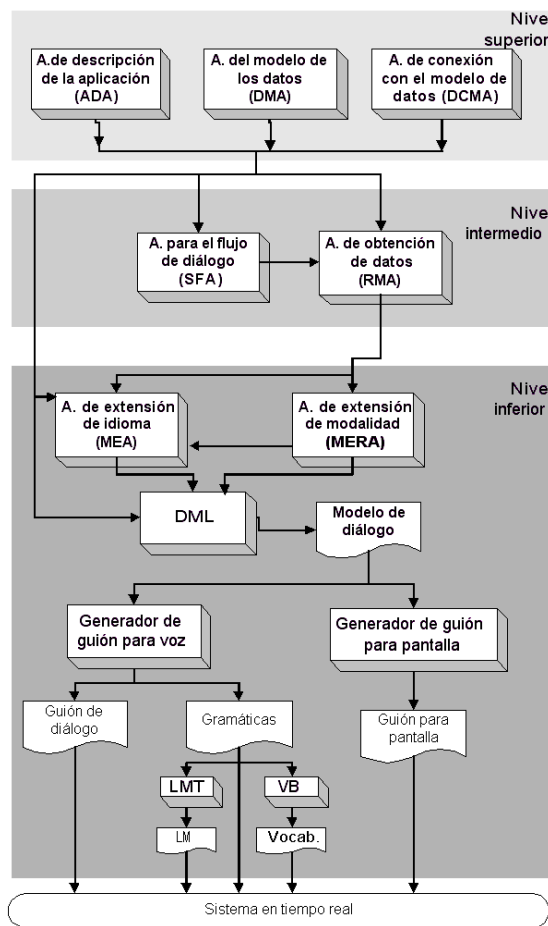 Nive
superior
A.de descripción
de la aplicación
(ADA)
A. del modelo de
los datos
(DMA)
A. de conexión
con el modelo de
datos (DCMA)
Nive
intermedio
A. para el flujo
de diálogo
(SFA)
A. de obtención
de datos
(RMA)
Nive
inferior
A. de extensión
de idioma
(MEA)
A. de extensión
de modalidad
(MERA)
DML
Modelo de
diálogo
Generador de
guión para voz
Generador de guión
para pantalla
Guión de
diálogo
Gramáticas
Guión para
pantalla
LMT
VB
LM
Vocab.
Sistema en tiempo real